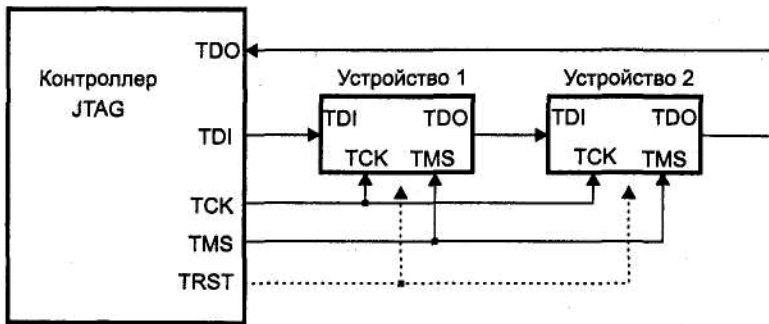 Контроллер
JTAG
TDO
TDI
TCK
TMS
TRST
Устройство 1
TDI TDO
TCK TMS
Устройство 2
TDI TDO
TCK TMS